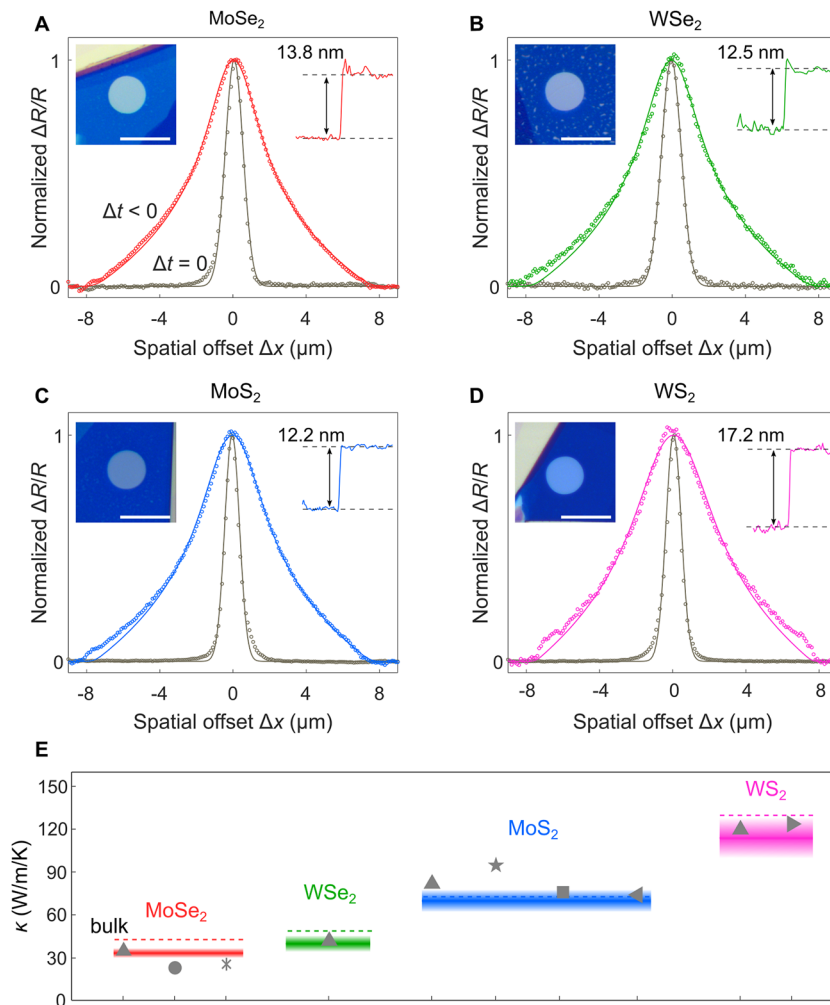 A
MoSe₂
Normalized ΔR/R
1
0
13.8 nm
Δt < 0
Δt = 0
-8 -4 0 4 8
Spatial offset Δx (μm)
B
WSe₂
Normalized ΔR/R
1
0
12.5 nm
-8 -4 0 4 8
Spatial offset Δx (μm)
C
MoS₂
Normalized ΔR/R
1
0
12.2 nm
-8 -4 0 4 8
Spatial offset Δx (μm)
D
WS₂
Normalized ΔR/R
1
0
17.2 nm
-8 -4 0 4 8
Spatial offset Δx (μm)
E
κ (W/m/K)
150
120
90
60
30
0
bulk
MoSe₂
WSe₂
MoS₂
WS₂